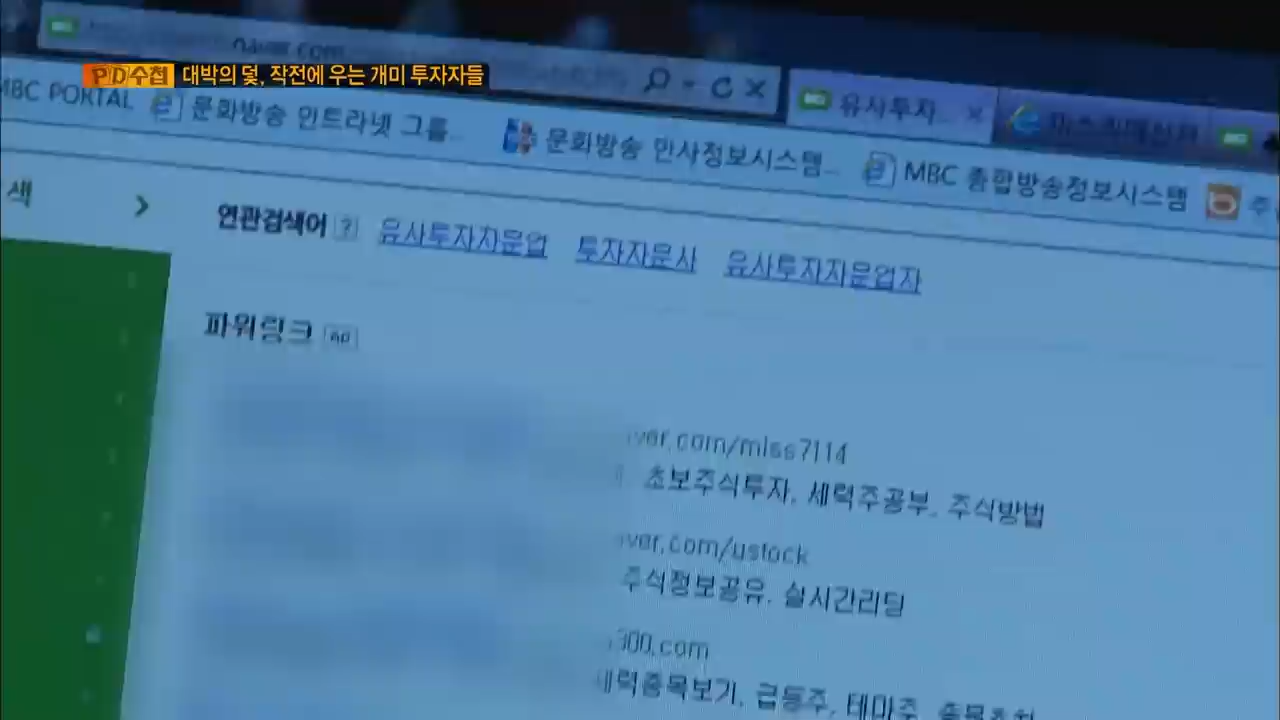 naver.com
PD수첩 대박의 덫, 작전에 우는 개미 투자자들
유사투자...
MBC PORTAL 문화방송 인트라넷 그룹... 문화방송 인사정보시스템... MBC 종합방송정보시스템
색
연관검색어 ? 유사투자자문업 투자자문사 유사투자자문업자
파워링크 AD
ver.com/miss7114
초보주식투자, 세력주공부, 주식방법
ver.com/ustock
주식정보공유, 실시간리딩
300.com
세력종목보기, 급등주, 테마주,